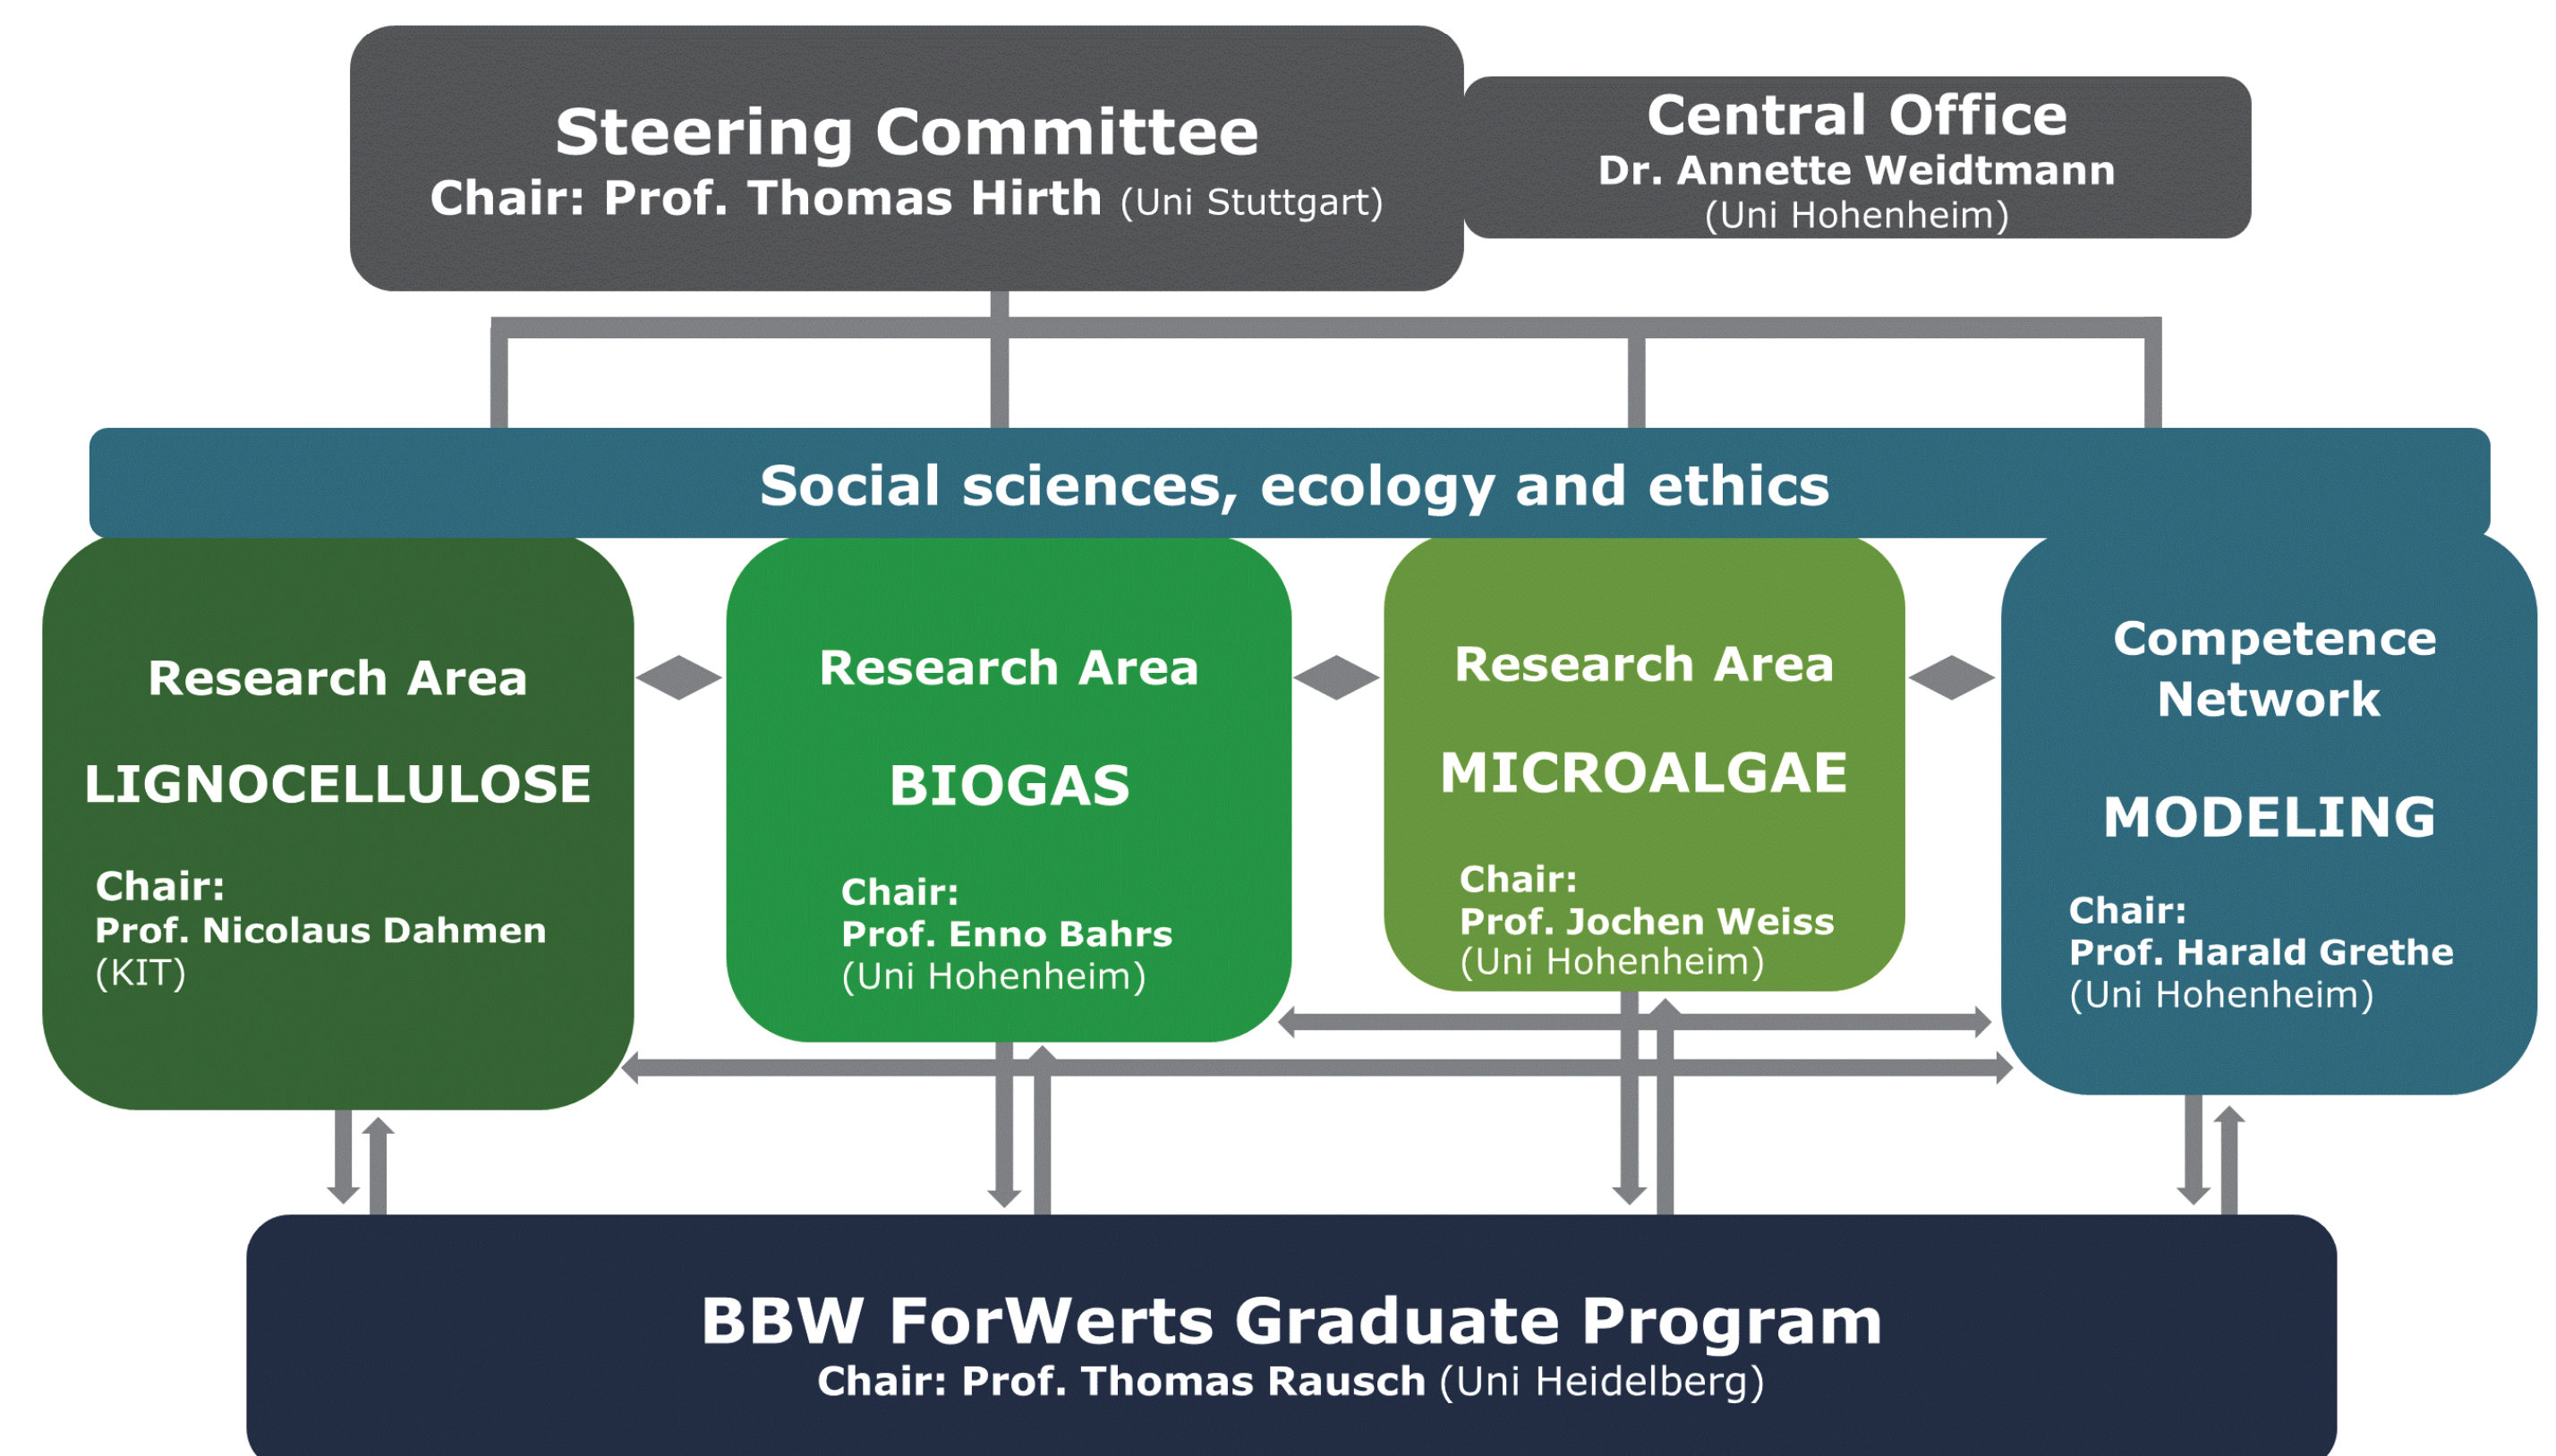 Steering Committee
Chair: Prof. Thomas Hirth (Uni Stuttgart)
Central Office
Dr. Annette Weidtmann
(Uni Hohenheim)
Social sciences, ecology and ethics
Research Area
LIGNOCELLULOSE
Chair:
Prof. Nicolaus Dahmen
(KIT)
Research Area
BIOGAS
Chair:
Prof. Enno Bahrs
(Uni Hohenheim)
Research Area
MICROALGAE
Chair:
Prof. Jochen Weiss
(Uni Hohenheim)
Competence
Network
MODELING
Chair:
Prof. Harald Grethe
(Uni Hohenheim)
BBW ForWerts Graduate Program
Chair: Prof. Thomas Rausch (Uni Heidelberg)